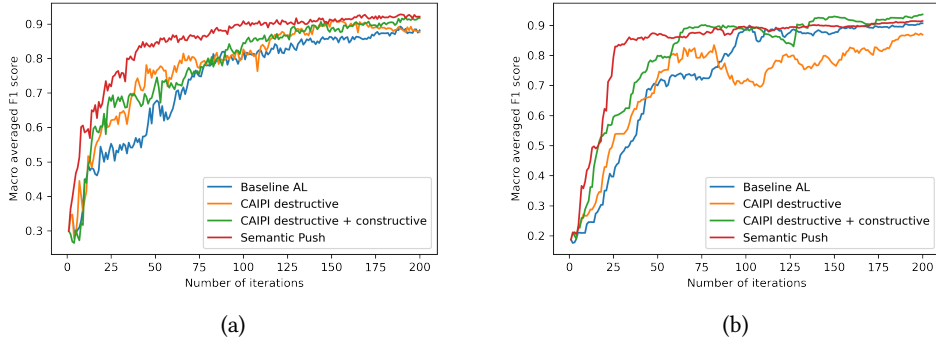 Macro averaged F1 score
0.9
0.8
0.7
0.6
0.5
0.4
0.3
0 25 50 75 100 125 150 175 200
Number of iterations
Baseline AL
CAIPI destructive
CAIPI destructive + constructive
Semantic Push
(a)
Macro averaged F1 score
0.9
0.8
0.7
0.6
0.5
0.4
0.3
0.2
0 25 50 75 100 125 150 175 200
Number of iterations
Baseline AL
CAIPI destructive
CAIPI destructive + constructive
Semantic Push
(b)